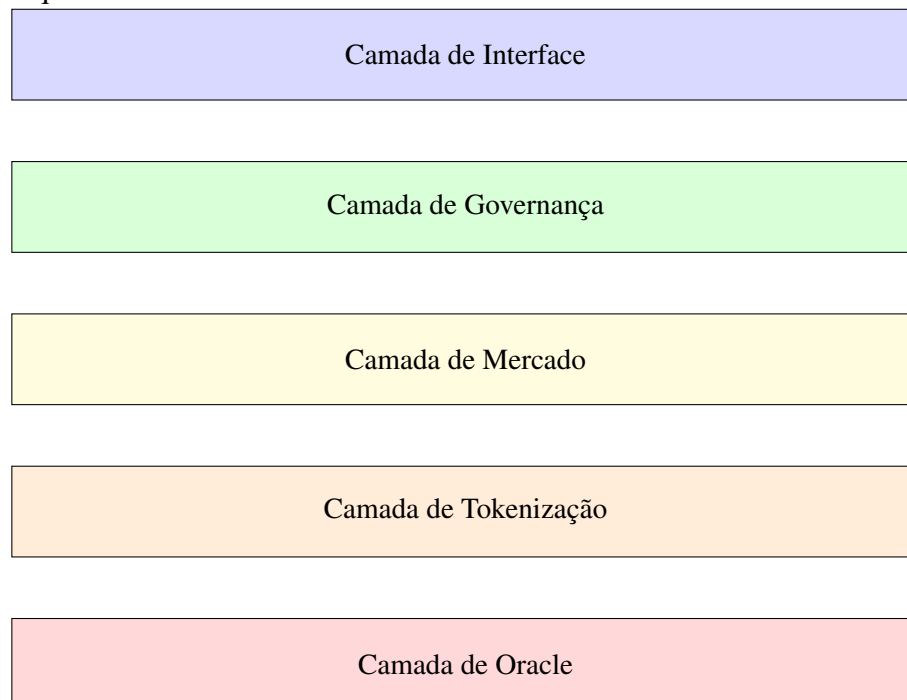 Camada de Interface
Camada de Governança
Camada de Mercado
Camada de Tokenização
Camada de Oracle